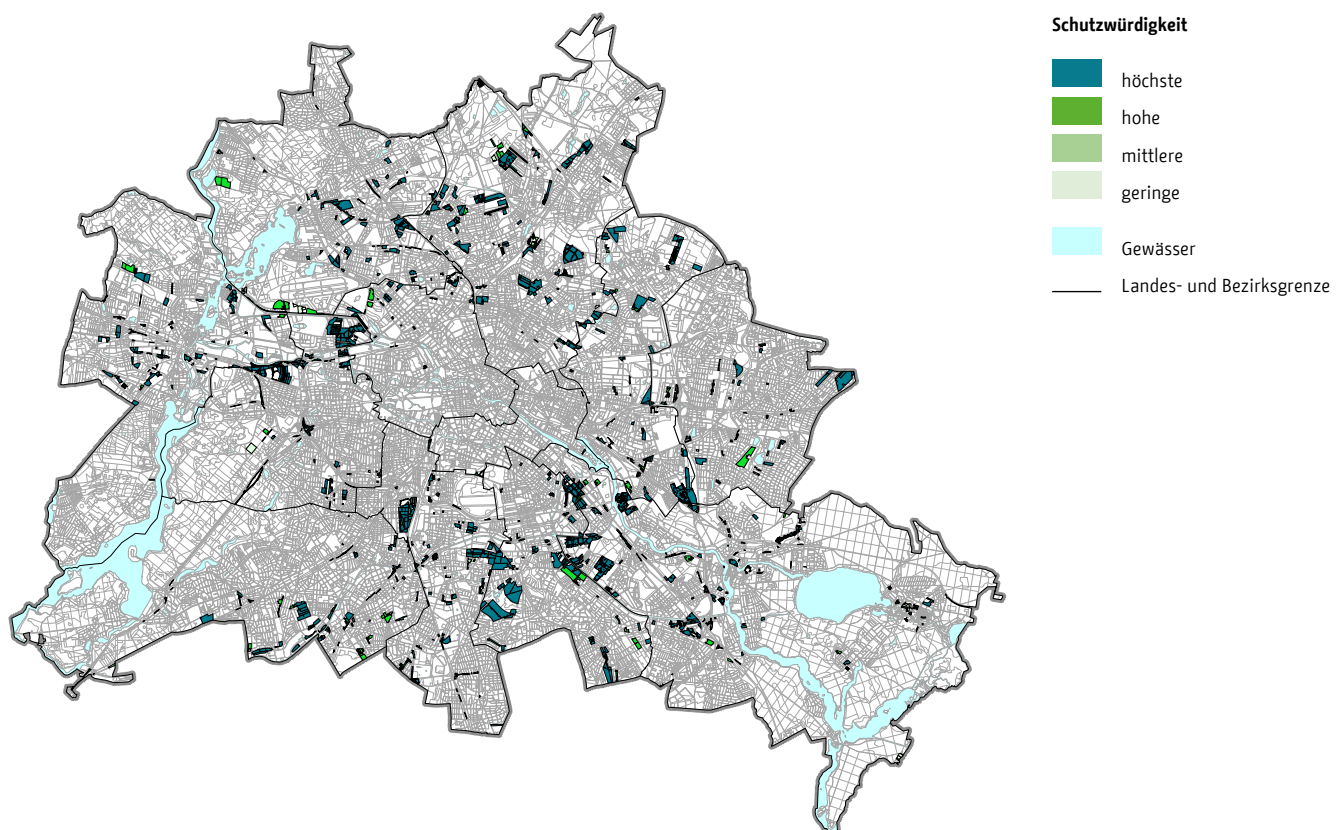 Schutzwürdigkeit
höchste
hohe
mittlere
geringe
Gewässer
Landes- und Bezirksgrenze